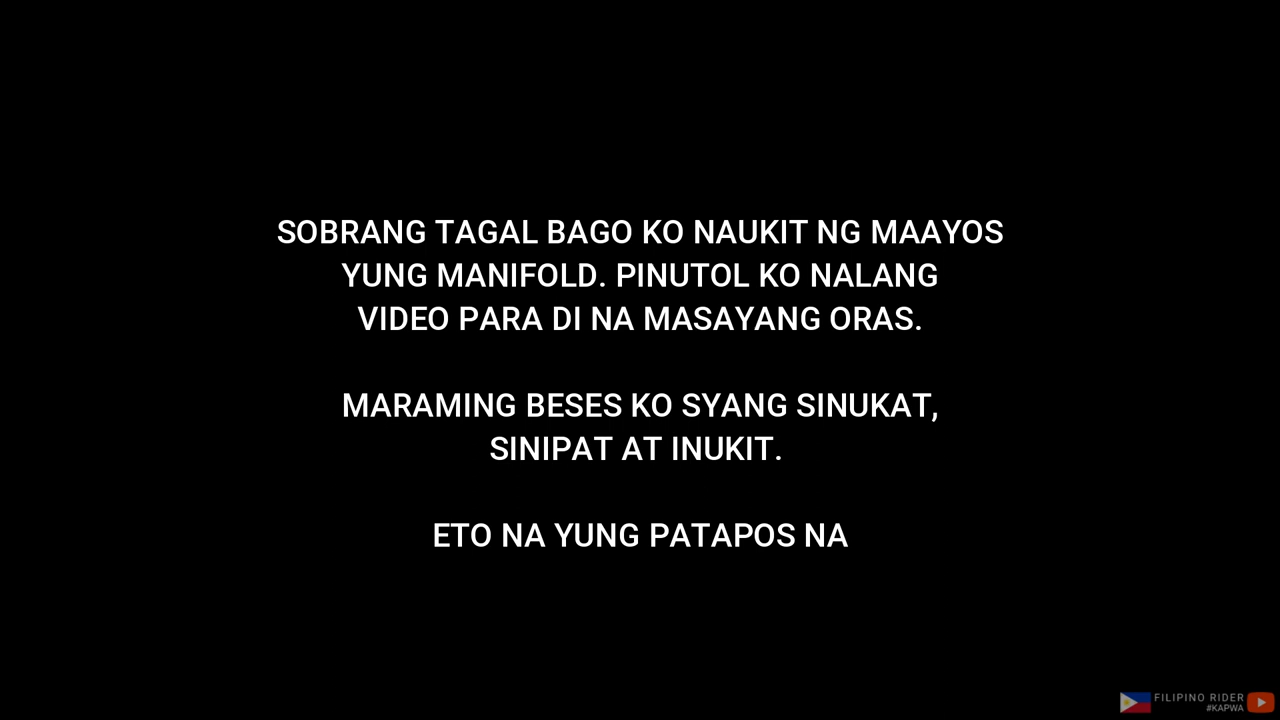 SOBRANG TAGAL BAGO KO NAUKIT NG MAAYOS
YUNG MANIFOLD. PINUTOL KO NALANG
VIDEO PARA DI NA MASAYANG ORAS.
MARAMING BESES KO SYANG SINUKAT,
SINIPAT AT INUKIT.
ETO NA YUNG PATAPOS NA
FILIPINO RIDER
#KAPWA